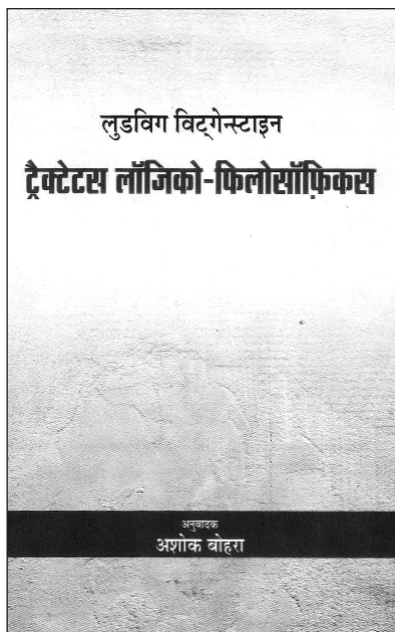 लुडविग विट्गेन्स्टाइन
ट्रैक्टेटस लॉजिको-फिलोसॉफ़िकस
अनुवादक
अशोक बोहरा